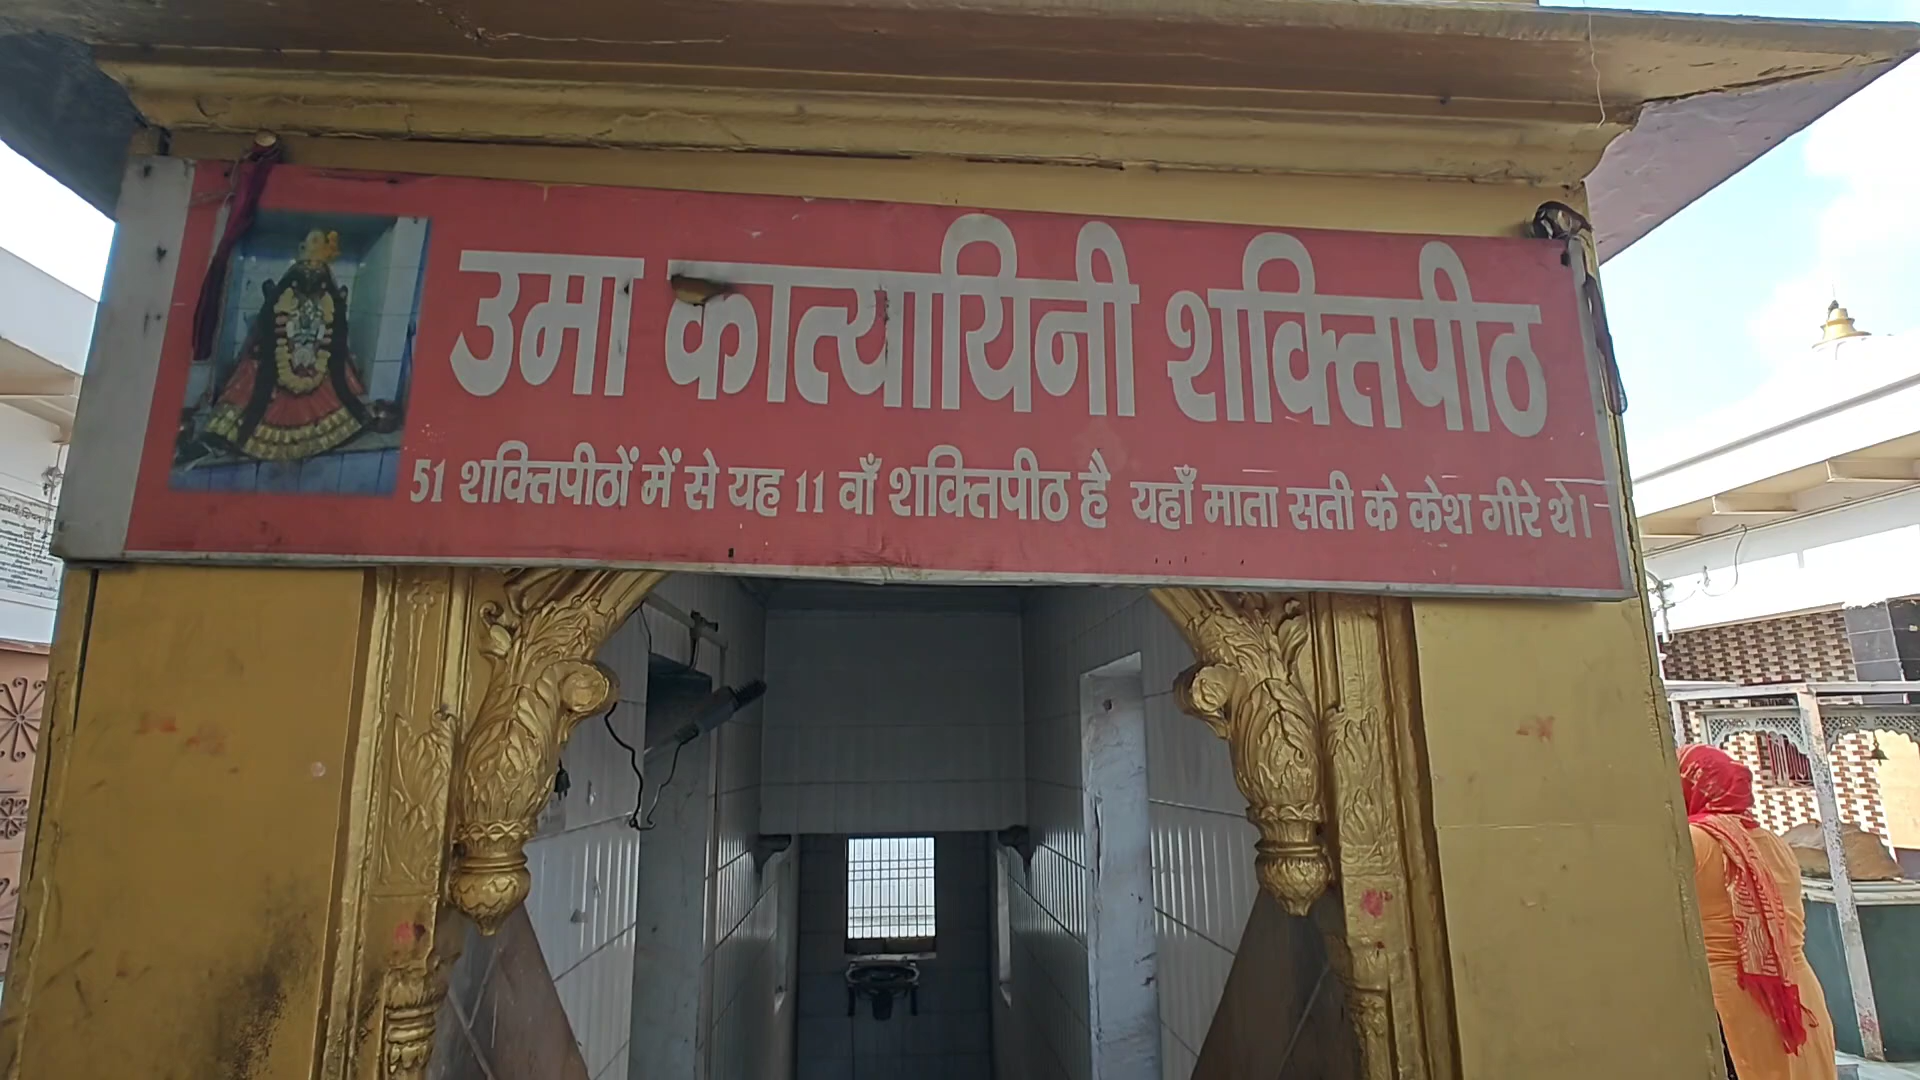 उमा कात्यायिनी शक्तिपीठ
51 शक्तिपीठों में से यह 11 वाँ शक्तिपीठ है यहाँ माता सती के केश गीरे थे।